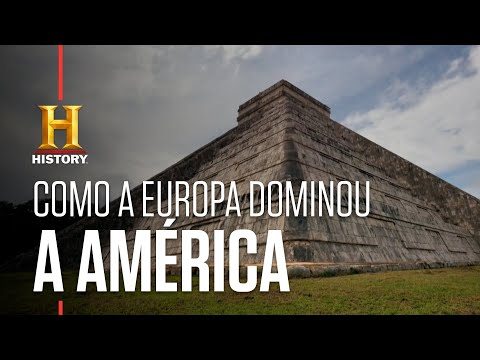 H
HISTORY
COMO A EUROPA DOMINOU
A AMÉRICA